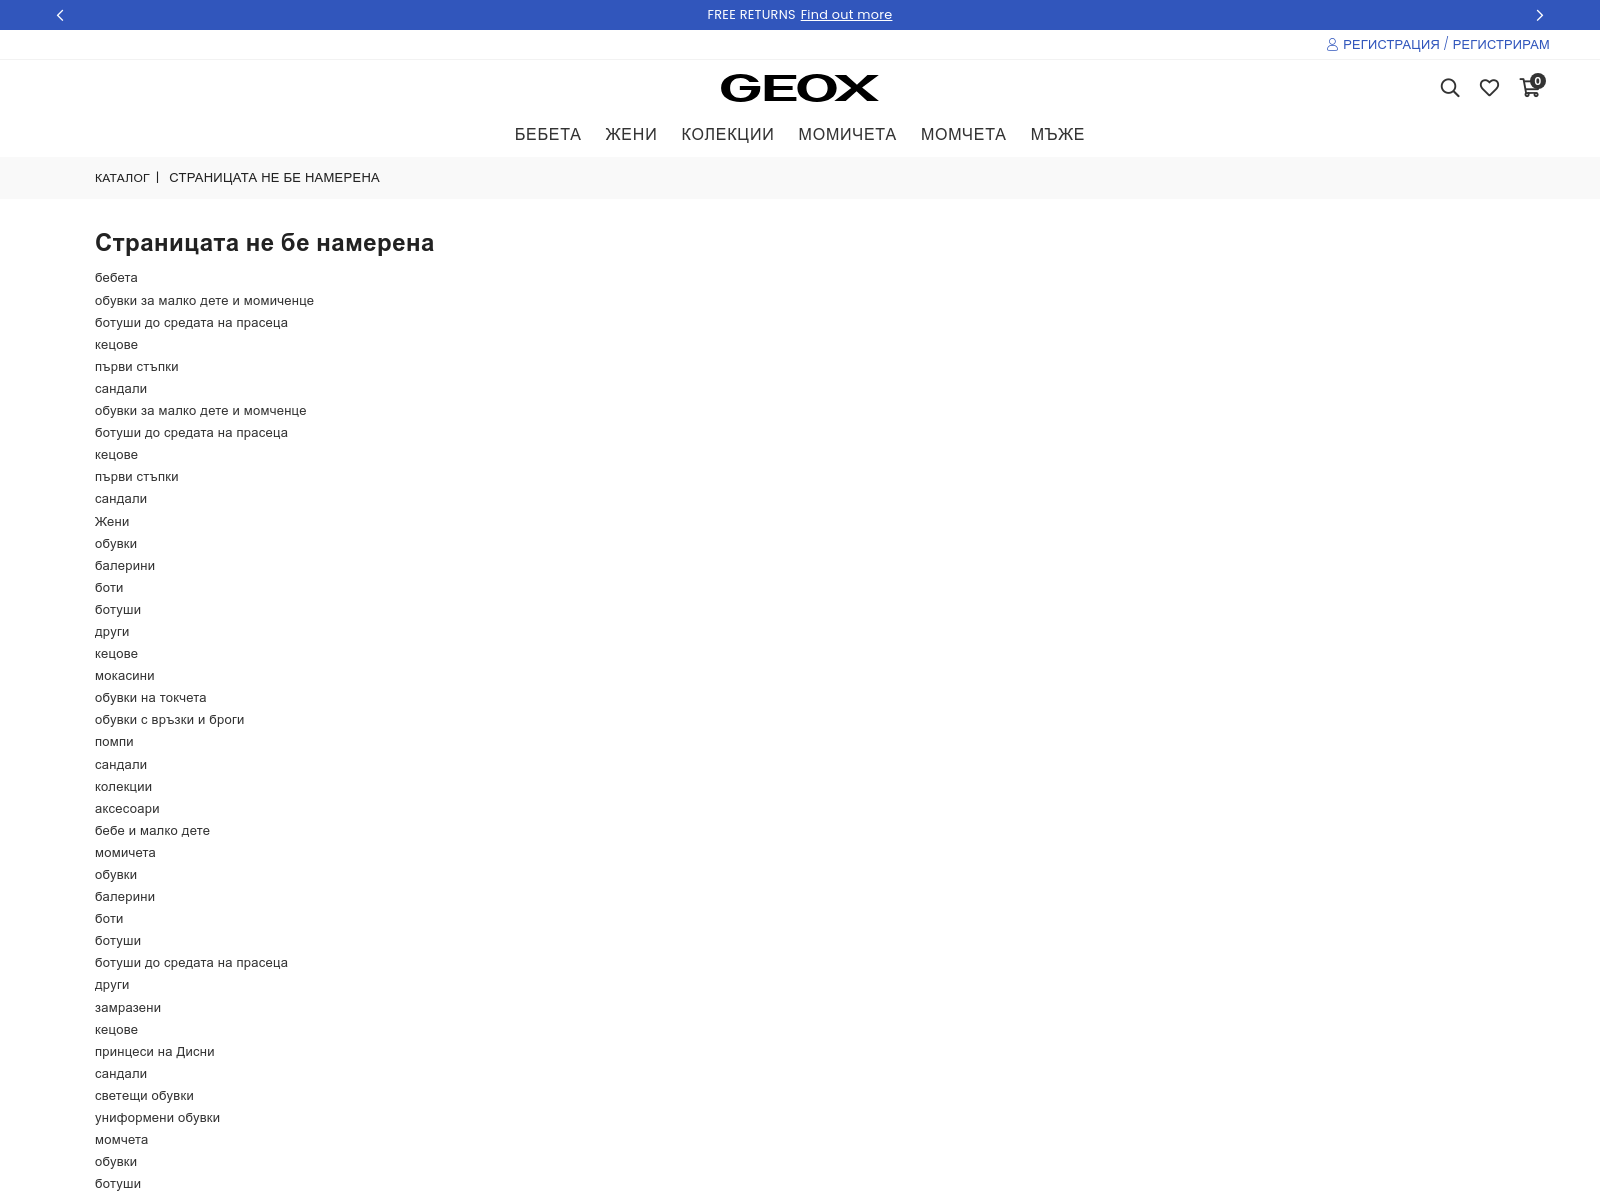 FREE RETURNS Find out more
РЕГИСТРАЦИЯ / РЕГИСТРИРАМ
GEOX
0
БЕБЕТА ЖЕНИ КОЛЕКЦИИ МОМИЧЕТА МОМЧЕТА МЪЖЕ
КАТАЛОГ | СТРАНИЦАТА НЕ БЕ НАМЕРЕНА
Страницата не бе намерена
бебета
обувки за малко дете и момиченце
ботуши до средата на прасеца
кецове
първи стъпки
сандали
обувки за малко дете и момченце
ботуши до средата на прасеца
кецове
първи стъпки
сандали
Жени
обувки
балерини
боти
ботуши
други
кецове
мокасини
обувки на токчета
обувки с връзки и броги
помпи
сандали
колекции
аксесоари
бебе и малко дете
момичета
обувки
балерини
боти
ботуши
ботуши до средата на прасеца
други
замразени
кецове
принцеси на Дисни
сандали
светещи обувки
униформени обувки
момчета
обувки
ботуши